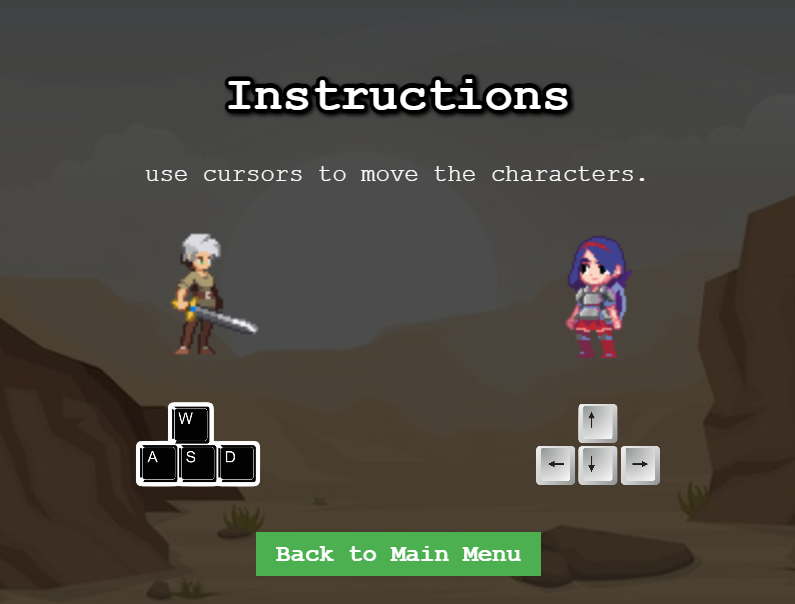 Instructions
use cursors to move the characters.
W
A S D
↑
← ↓ →
Back to Main Menu